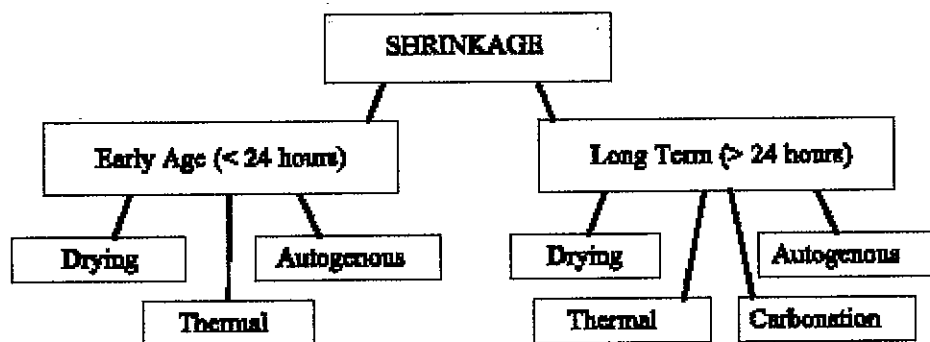 SHRINKAGE
Early Age (< 24 hours)
Long Term (> 24 hours)
Drying
Autogenous
Thermal
Drying
Autogenous
Thermal
Carbonation